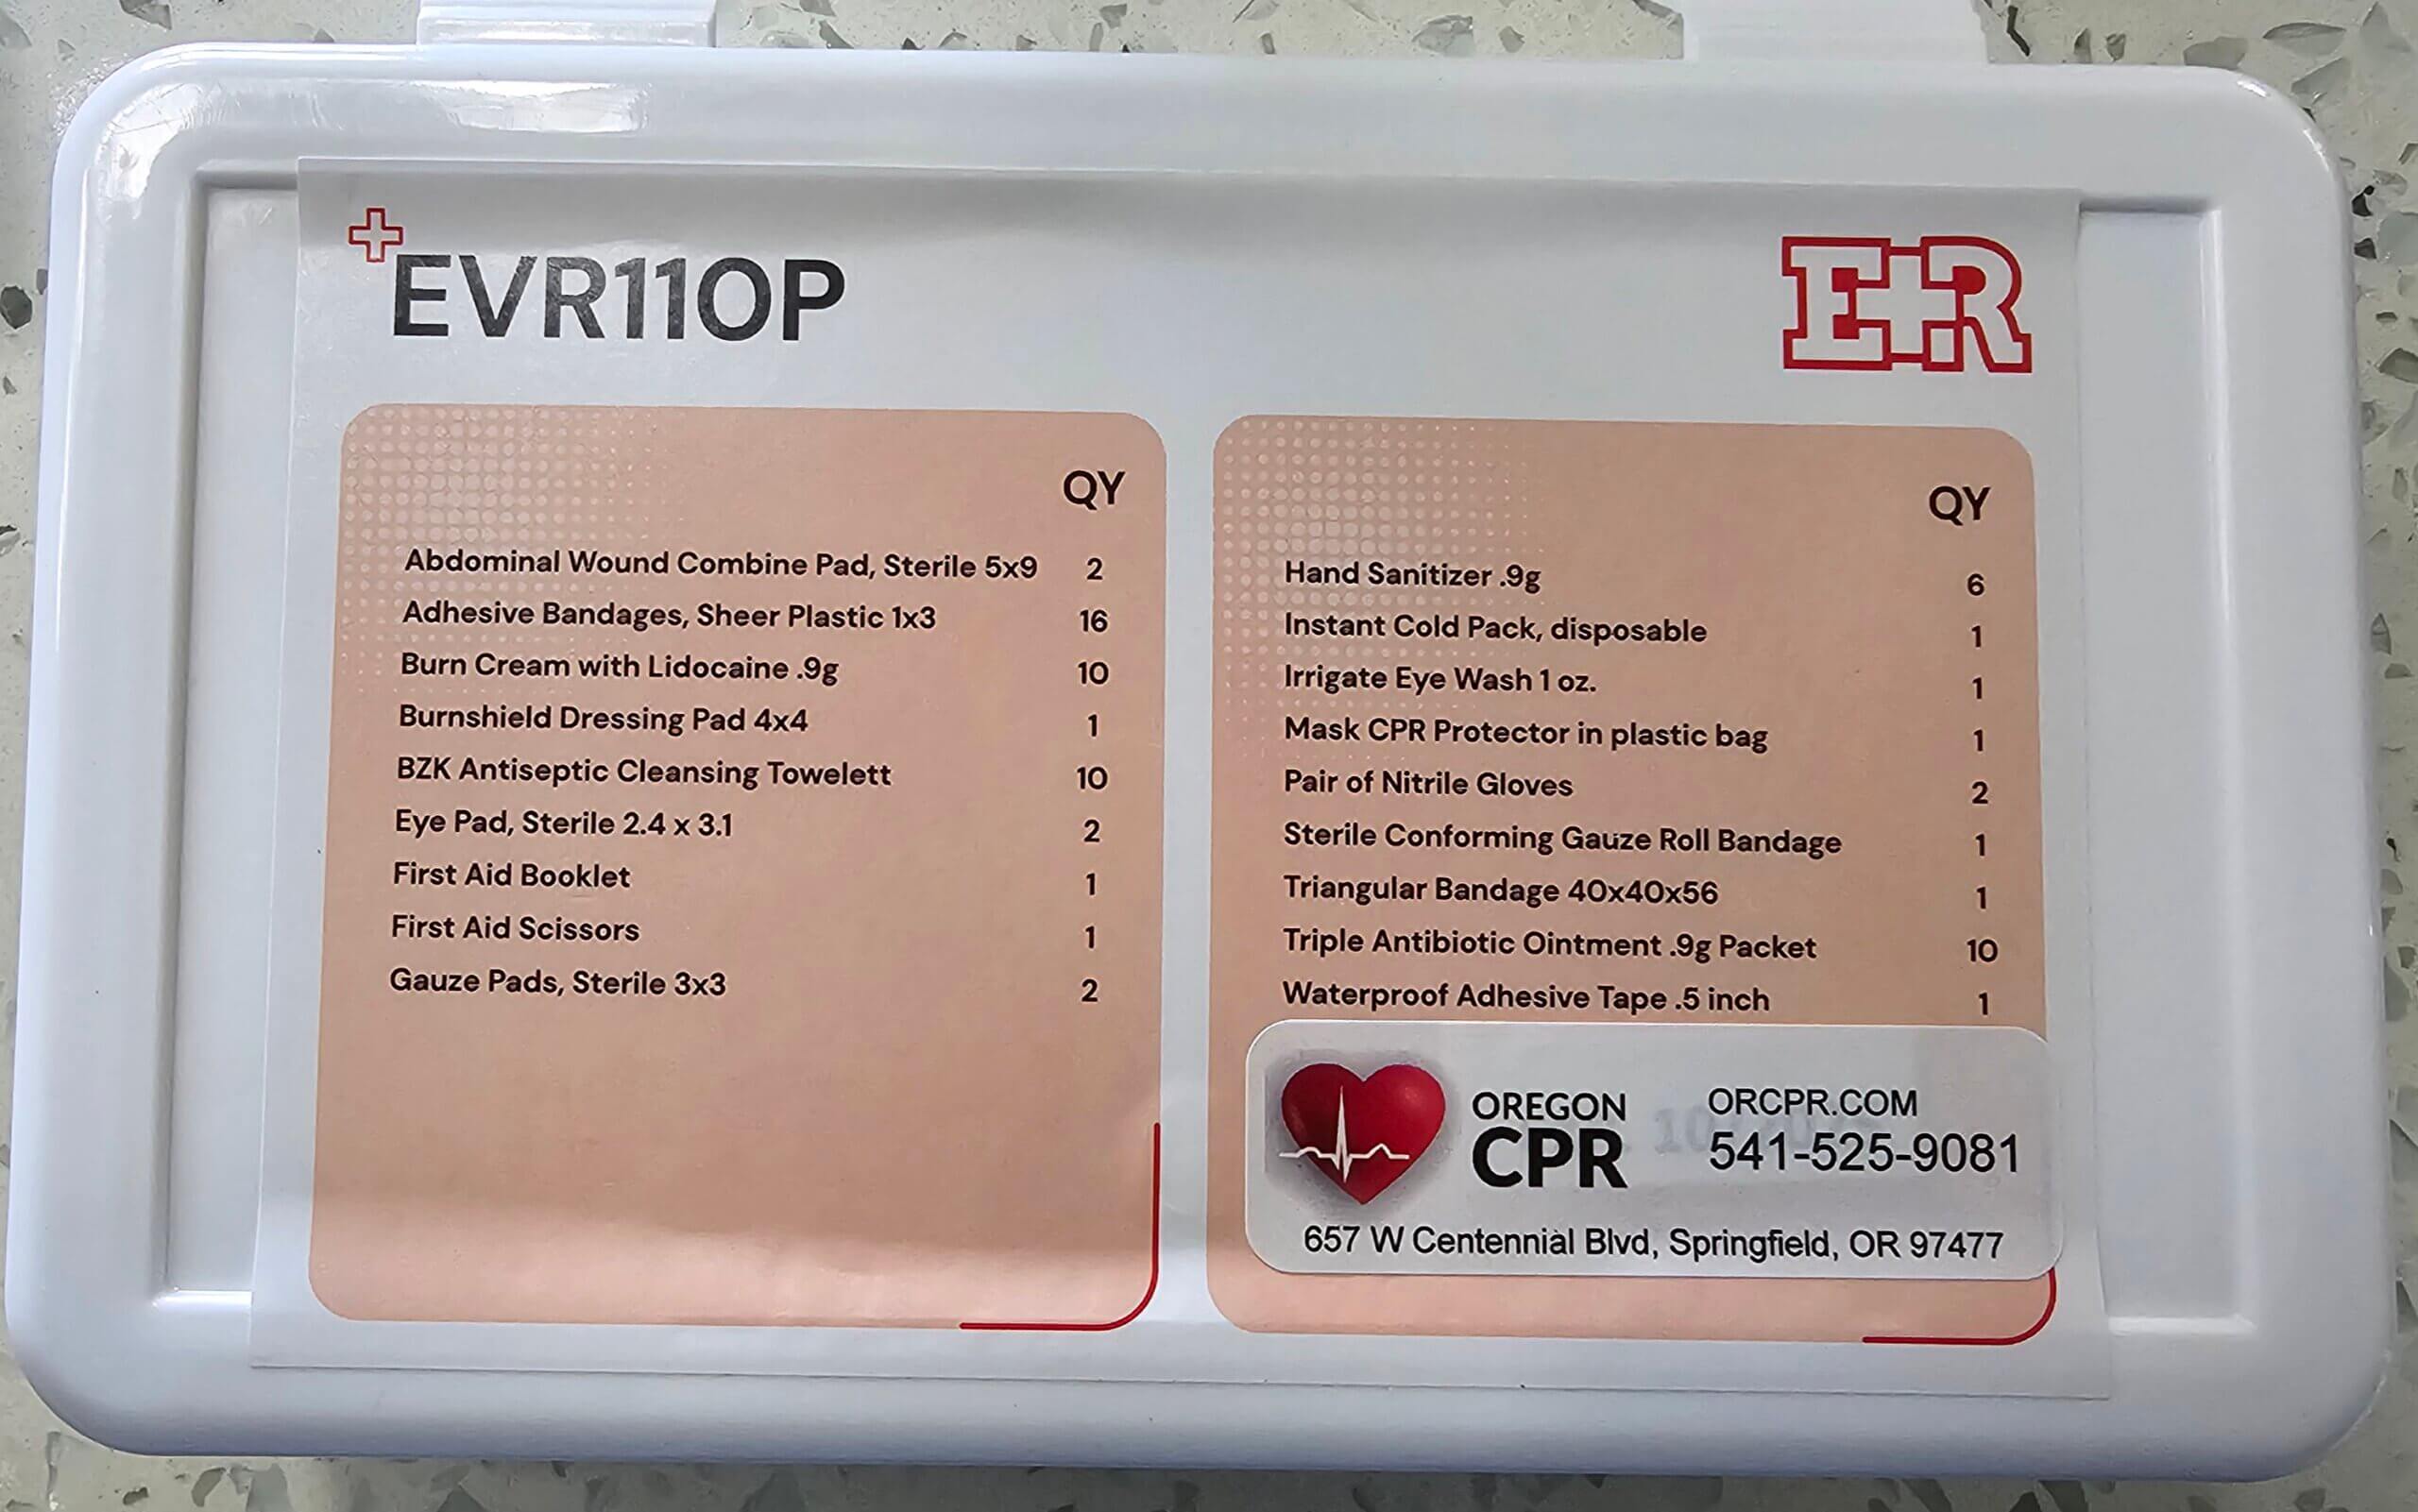 EVR110P
E+R
QY
Abdominal Wound Combine Pad, Sterile 5x9 2
Adhesive Bandages, Sheer Plastic 1x3 16
Burn Cream with Lidocaine .9g 10
Burnshield Dressing Pad 4x4 1
BZK Antiseptic Cleansing Towelett 10
Eye Pad, Sterile 2.4 x 3.1 2
First Aid Booklet 1
First Aid Scissors 1
Gauze Pads, Sterile 3x3 2
QY
Hand Sanitizer .9g 6
Instant Cold Pack, disposable 1
Irrigate Eye Wash 1 oz. 1
Mask CPR Protector in plastic bag 1
Pair of Nitrile Gloves 2
Sterile Conforming Gauze Roll Bandage 1
Triangular Bandage 40x40x56 1
Triple Antibiotic Ointment .9g Packet 10
Waterproof Adhesive Tape .5 inch 1
OREGON
CPR
ORCPR.COM
541-525-9081
657 W Centennial Blvd, Springfield, OR 97477